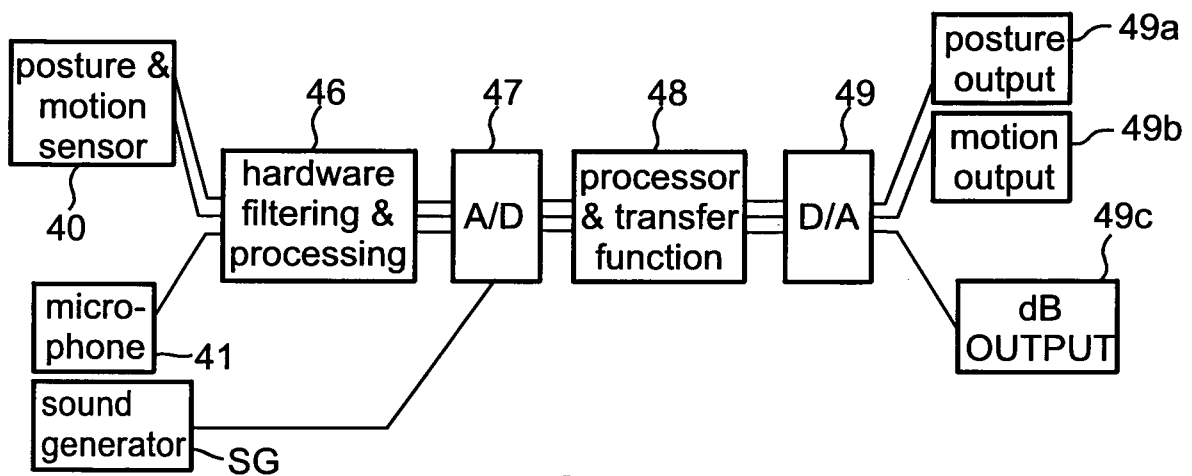 posture &
motion
sensor
40
micro-
phone
41
sound
generator
SG
46
hardware
filtering &
processing
47
A/D
48
processor
& transfer
function
49
D/A
posture
output
49a
motion
output
49b
49c
dB
OUTPUT